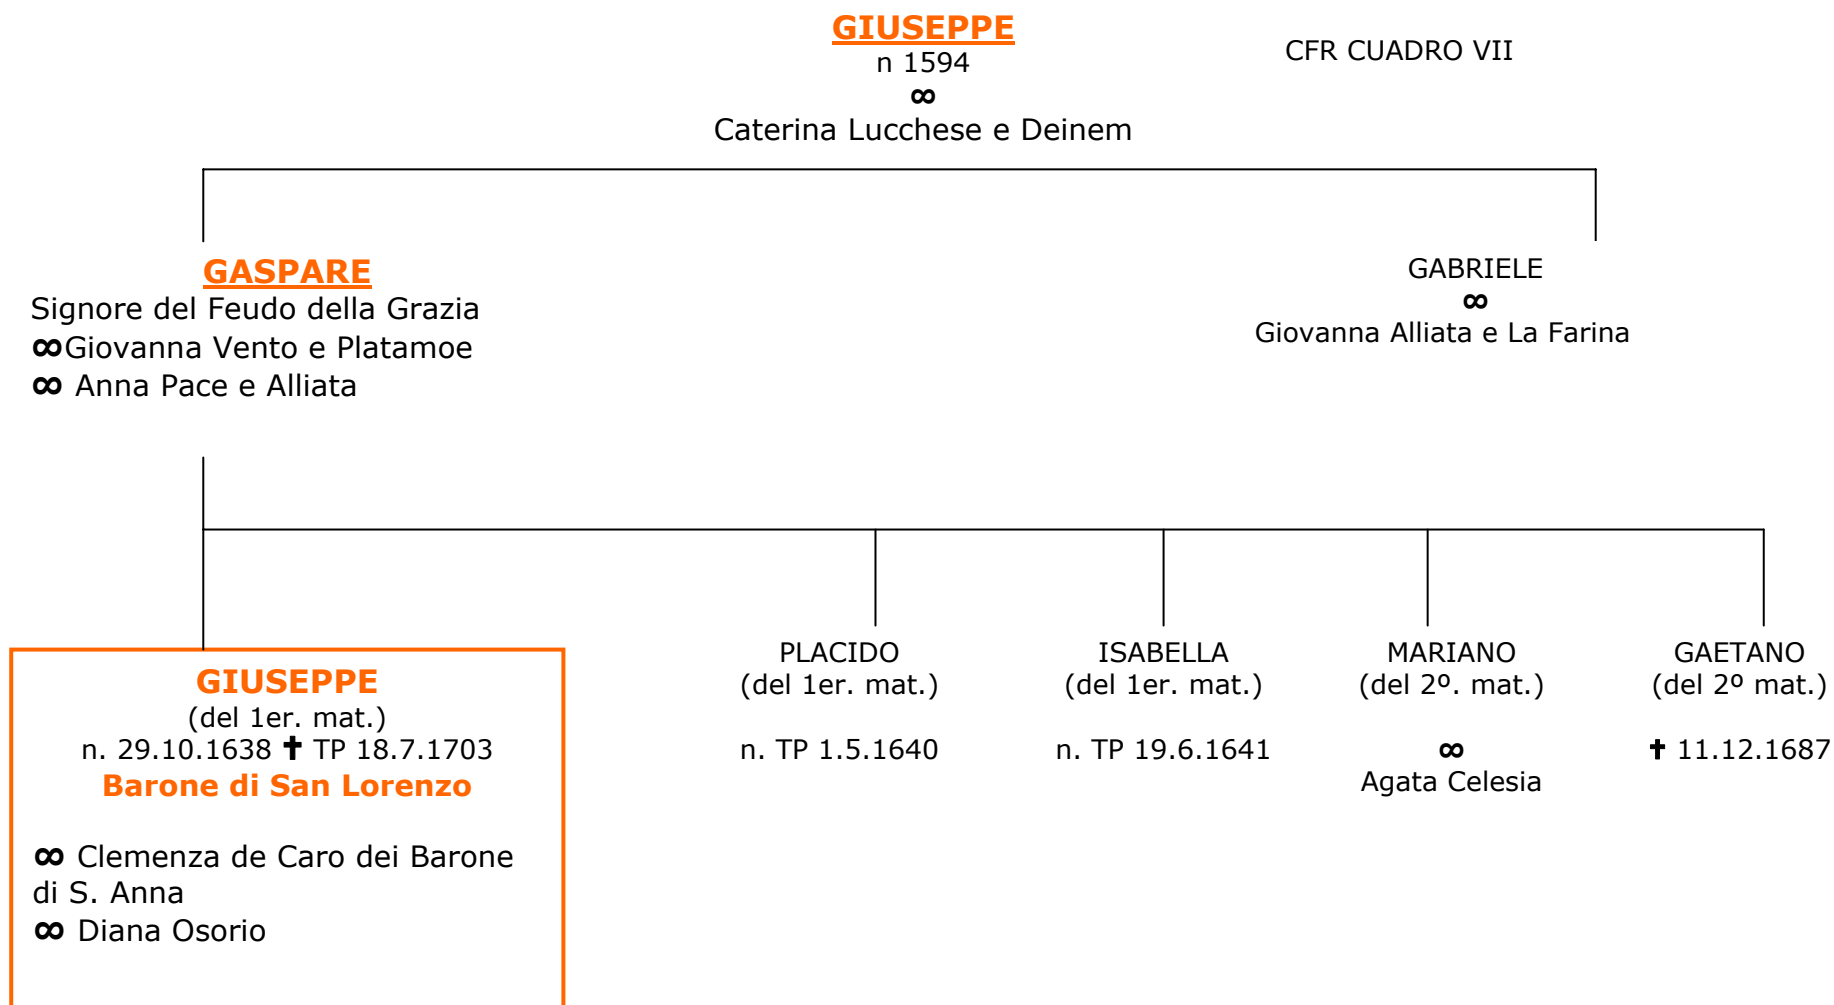 GIUSEPPE
n 1594
∞
Caterina Lucchese e Deinem
CFR CUADRO VII
GASPARE
Signore del Feudo della Grazia
∞Giovanna Vento e Platamoe
∞ Anna Pace e Alliata
GABRIELE
∞
Giovanna Alliata e La Farina
GIUSEPPE
(del 1er. mat.)
n. 29.10.1638 ✝ TP 18.7.1703
Barone di San Lorenzo
∞ Clemenza de Caro dei Barone
di S. Anna
∞ Diana Osorio
PLACIDO
(del 1er. mat.)
n. TP 1.5.1640
ISABELLA
(del 1er. mat.)
n. TP 19.6.1641
MARIANO
(del 2º. mat.)
∞
Agata Celesia
GAETANO
(del 2º mat.)
✝ 11.12.1687